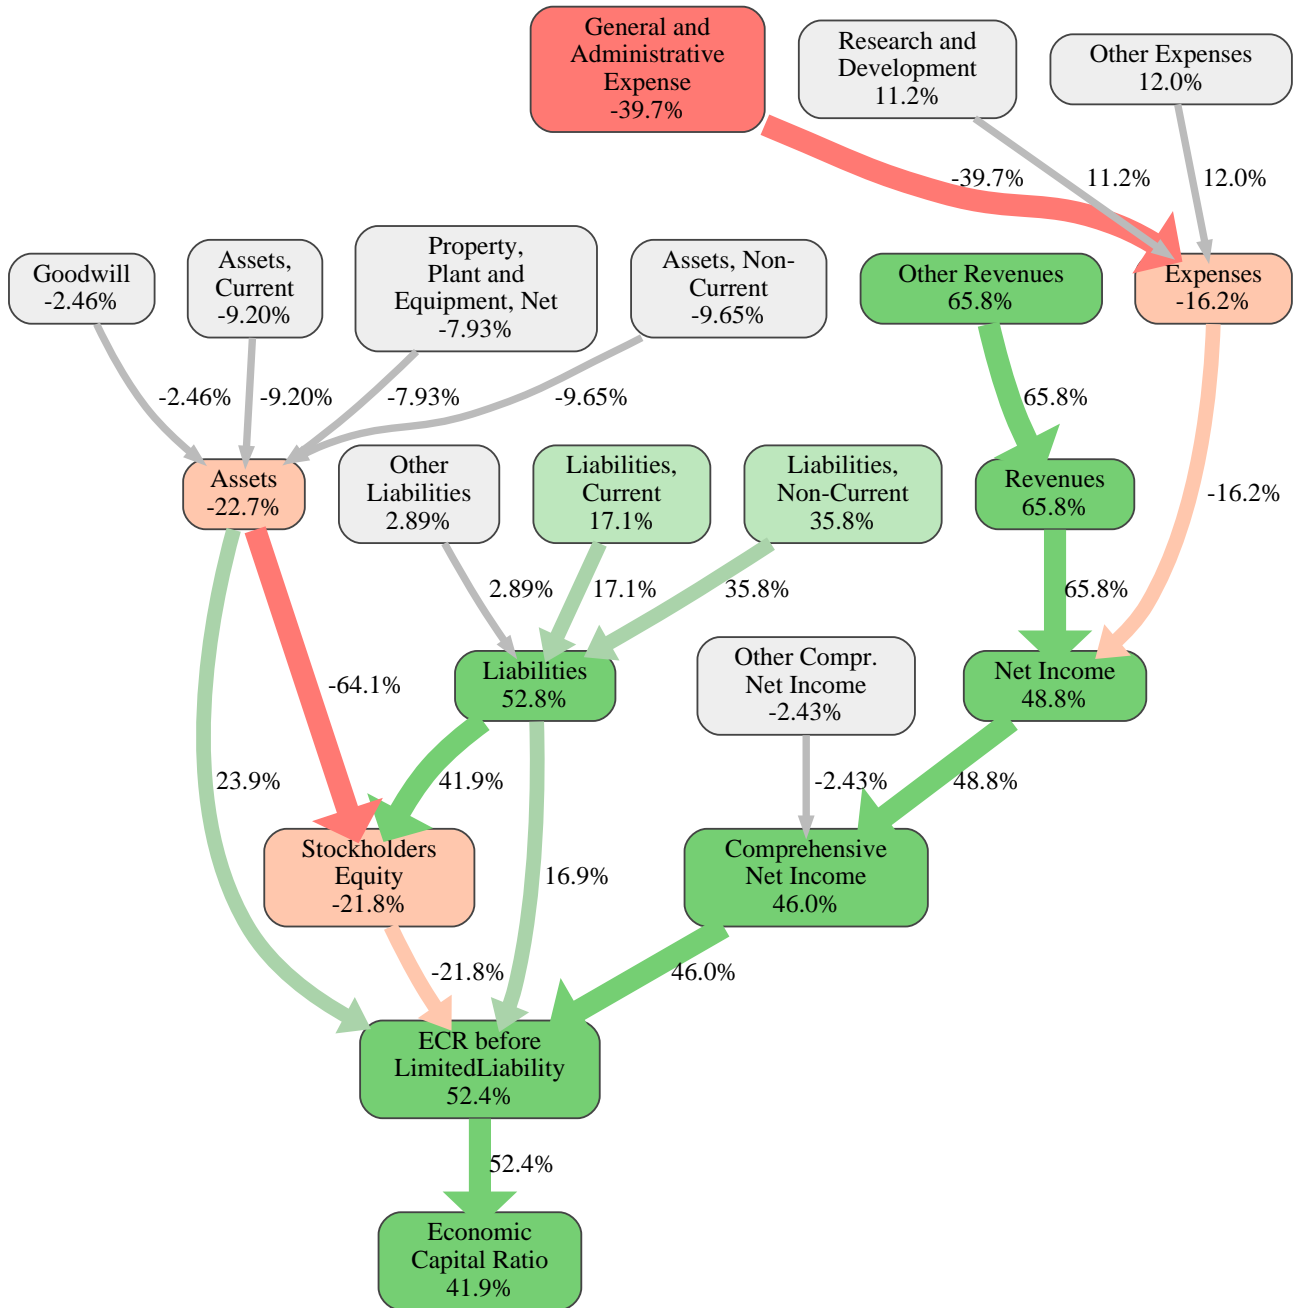 General and
Administrative
Expense
-39.7%
Research and
Development
11.2%
Other Expenses
12.0%
-39.7%
11.2%
12.0%
Goodwill
-2.46%
Assets,
Current
-9.20%
Property,
Plant and
Equipment, Net
-7.93%
Assets, Non-
Current
-9.65%
Other Revenues
65.8%
Expenses
-16.2%
-2.46%
-9.20%
-7.93%
-9.65%
65.8%
Assets
-22.7%
Other
Liabilities
2.89%
Liabilities,
Current
17.1%
Liabilities,
Non-Current
35.8%
Revenues
65.8%
-16.2%
2.89%
17.1%
35.8%
65.8%
-64.1%
Liabilities
52.8%
Other Compr.
Net Income
-2.43%
Net Income
48.8%
23.9%
41.9%
-2.43%
48.8%
Stockholders
Equity
-21.8%
16.9%
Comprehensive
Net Income
46.0%
-21.8%
46.0%
ECR before
LimitedLiability
52.4%
52.4%
Economic
Capital Ratio
41.9%